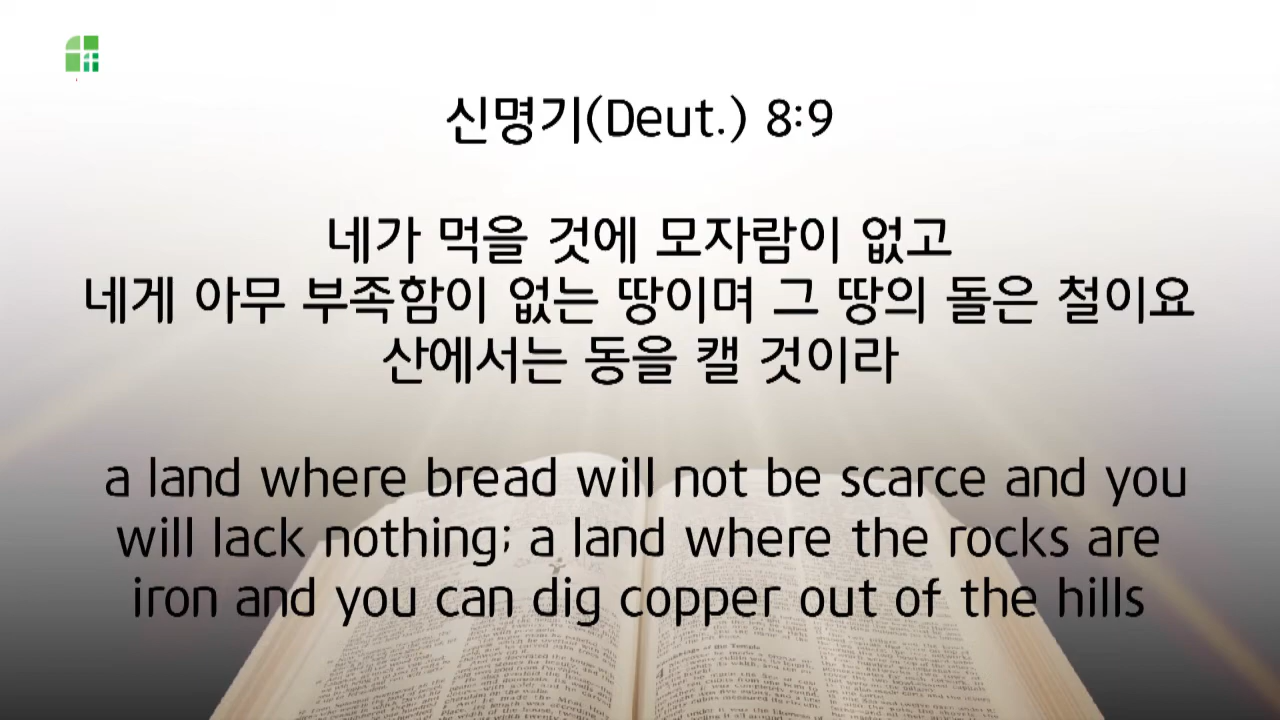 신명기(Deut.) 8:9
네가 먹을 것에 모자람이 없고
네게 아무 부족함이 없는 땅이며 그 땅의 돌은 철이요
산에서는 동을 캘 것이라
a land where bread will not be scarce and you
will lack nothing; a land where the rocks are
iron and you can dig copper out of the hills